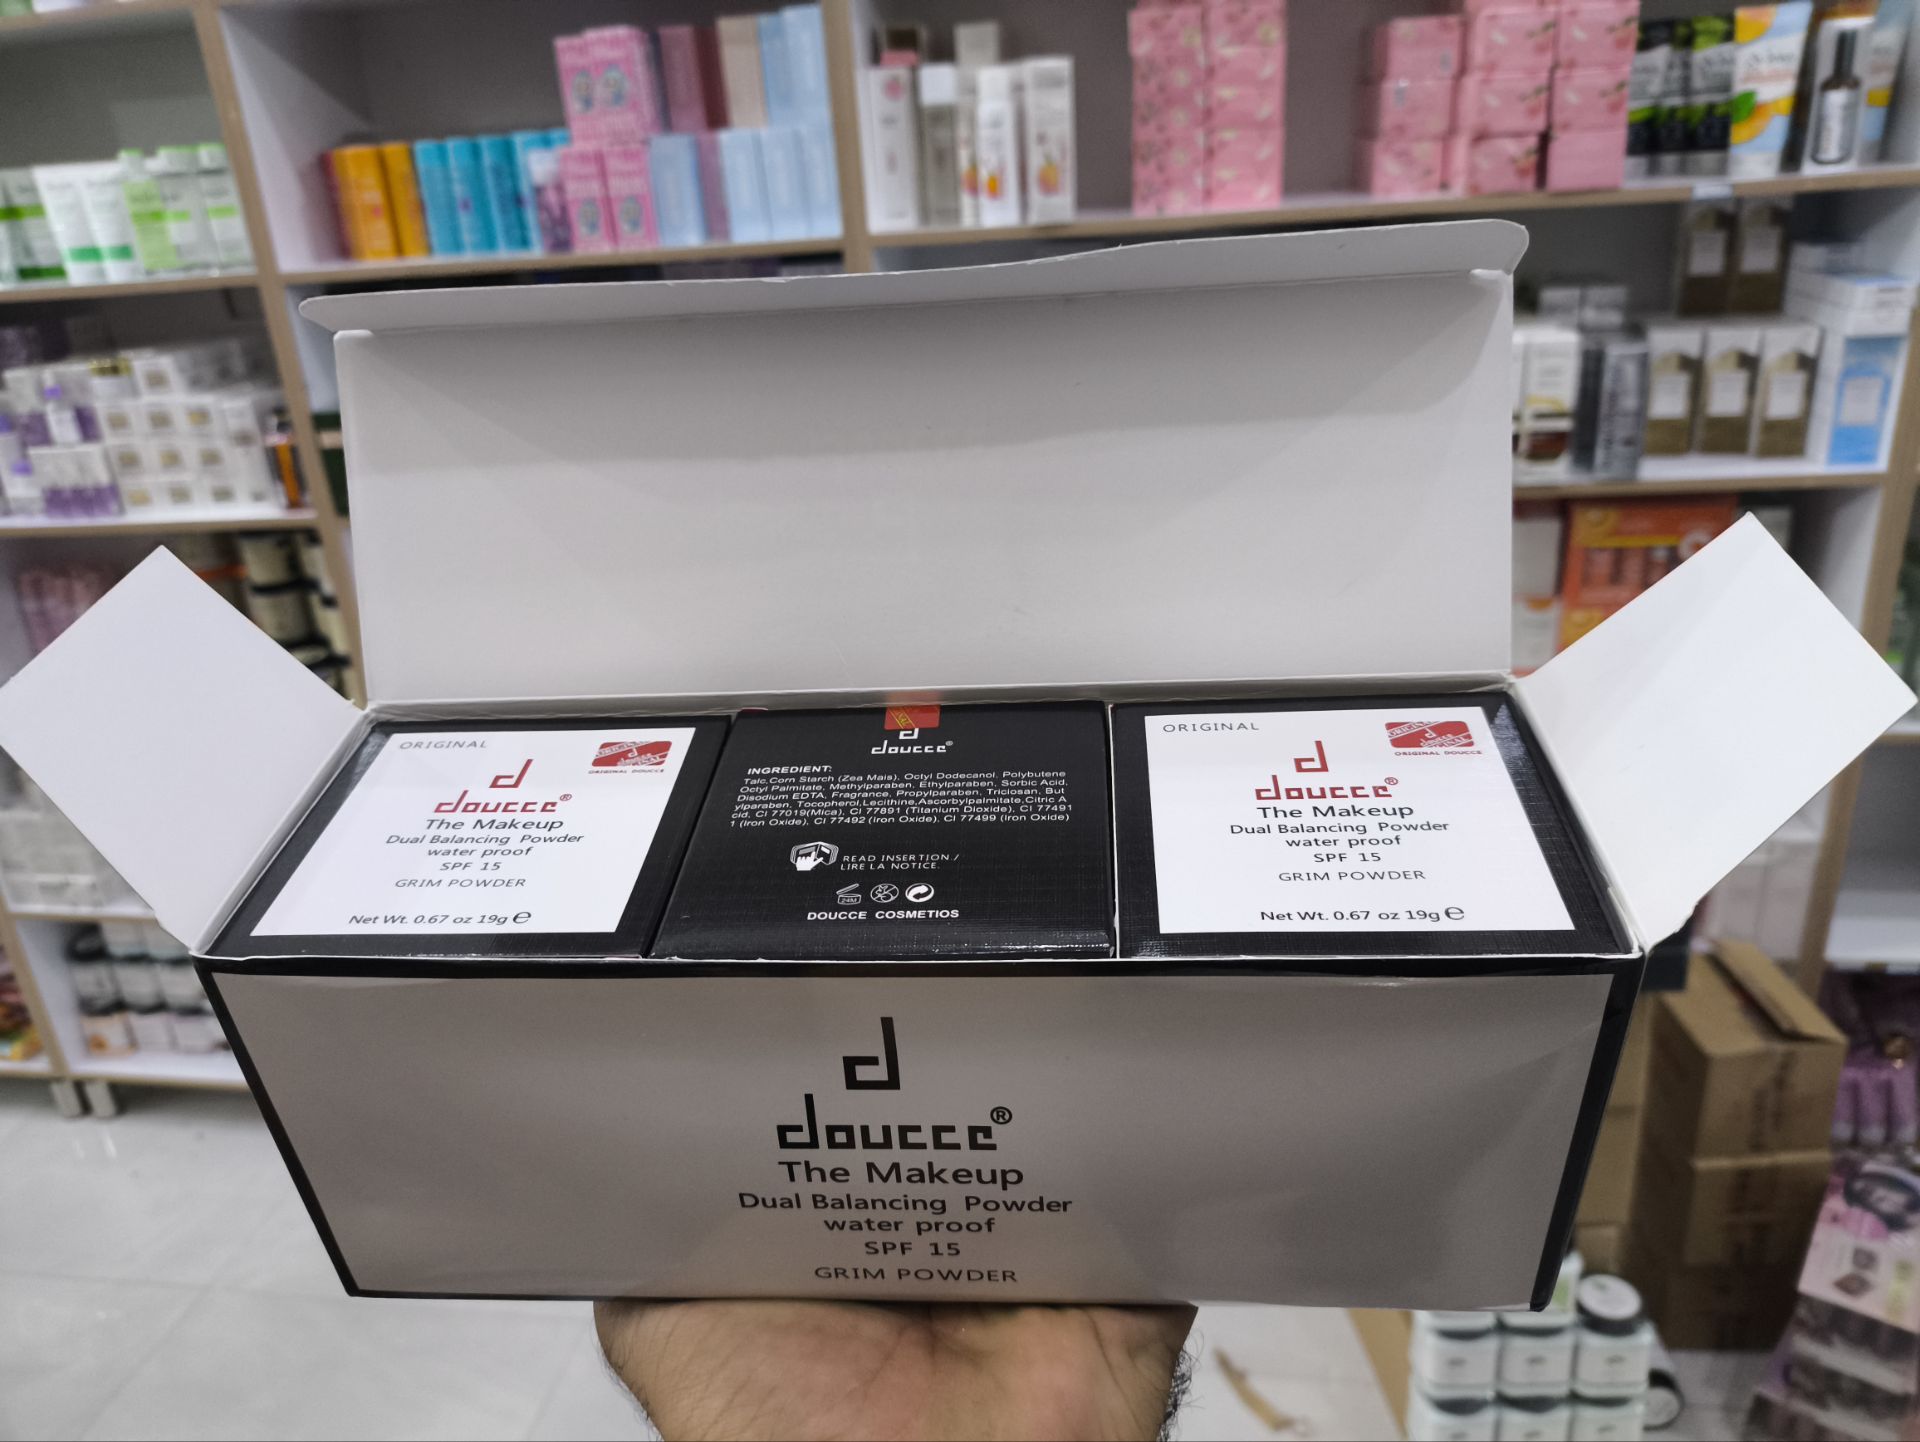 ORIGINAL
d
doucce®
The Makeup
Dual Balancing Powder
water proof
SPF 15
GRIM POWDER
Net Wt. 0.67 oz 19g ℮
ORIGINAL DOUCCE
d
doucce®
INGREDIENT:
Talc,Corn Starch (Zea Mais), Octyl Dodecanol, Polybutene
Octyl Palmitate, Methylparaben, Ethylparaben, Sorbic Acid,
Disodium EDTA, Fragrance, Propylparaben, Triclosan, But
ylparaben, Tocopherol,Lecithine,Ascorbylpalmitate,Citric A
cid. CI 77019(Mica), CI 77891 (Titanium Dioxide), CI 77491
1 (Iron Oxide), CI 77492 (Iron Oxide), CI 77499 (Iron Oxide)
READ INSERTION /
LIRE LA NOTICE.
24M
DOUCCE COSMETIOS
ORIGINAL
d
doucce®
The Makeup
Dual Balancing Powder
water proof
SPF 15
GRIM POWDER
Net Wt. 0.67 oz 19g ℮
ORIGINAL DOUCCE
d
doucce®
The Makeup
Dual Balancing Powder
water proof
SPF 15
GRIM POWDER